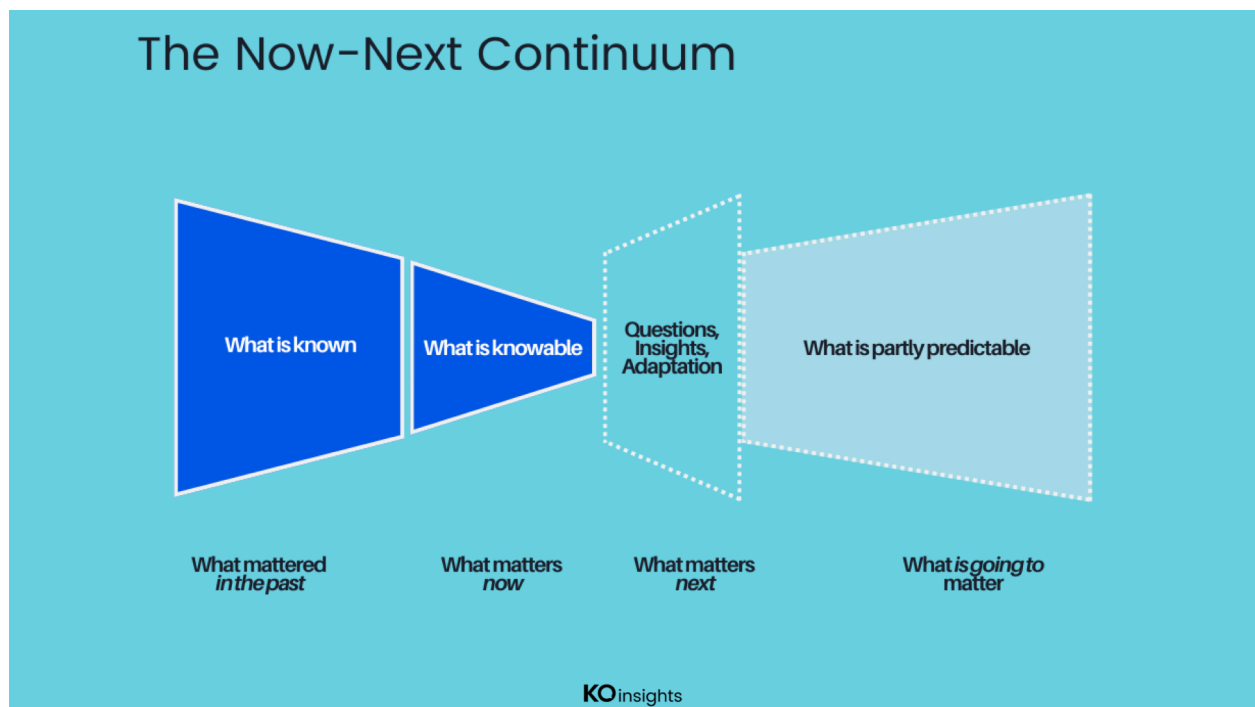 The Now-Next Continuum
What is known
What is knowable
Questions,
Insights,
Adaptation
What is partly predictable
What mattered
in the past
What matters
now
What matters
next
What is going to
matter
KO insights